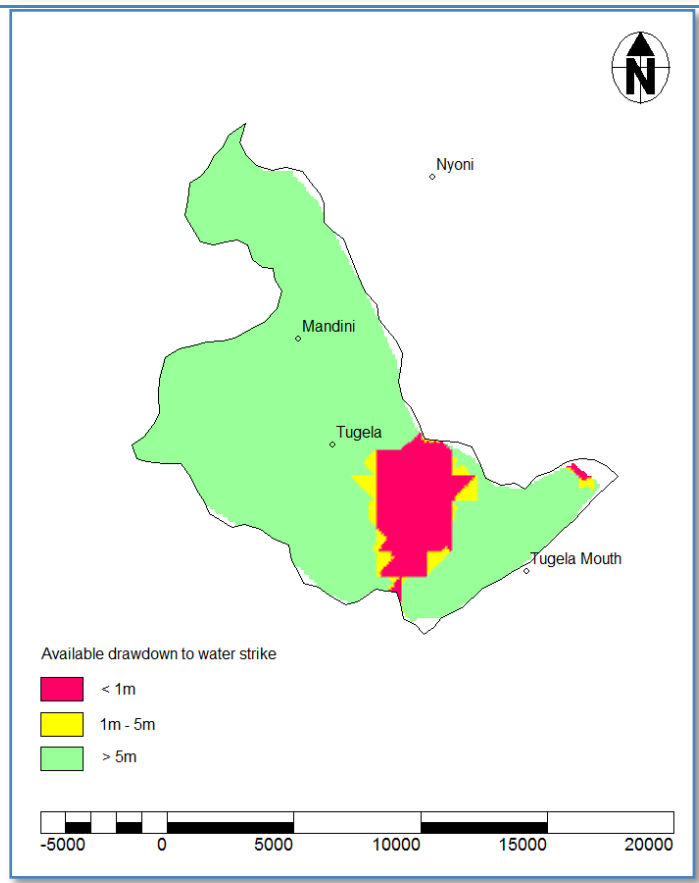 N
Nyoni
Mandini
Tugela
Tugela Mouth
Available drawdown to water strike
< 1m
1m - 5m
> 5m
-5000 0 5000 10000 15000 20000